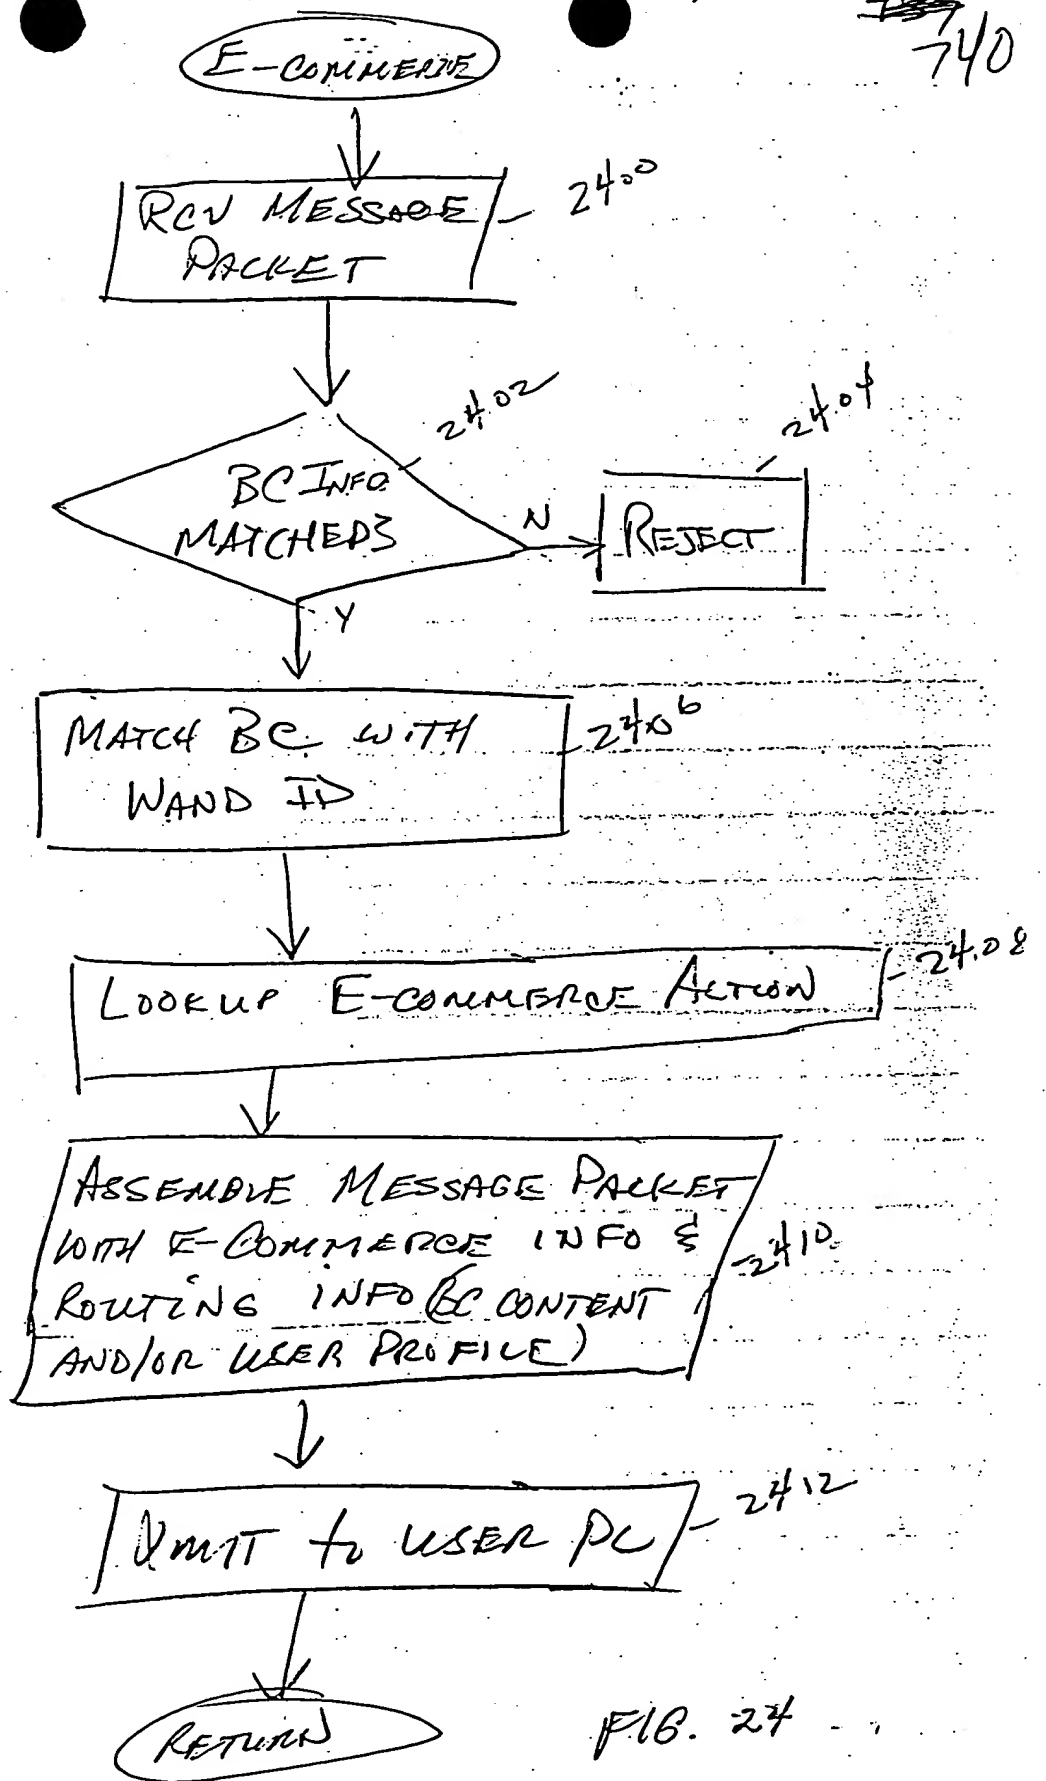 740
E-COMMERCE
RCV MESSAGE
PACKET
2400
2402
2404
BC INFO
MATCHED?
N
REJECT
Y
MATCH BC WITH
WAND ID
2406
LOOKUP E-COMMERCE ACTION
2408
ASSEMBLE MESSAGE PACKET
WITH E-COMMERCE INFO &
ROUTING INFO (BC CONTENT
AND/OR USER PROFILE)
2410
XMIT to USER PC
2412
RETURN
FIG. 24